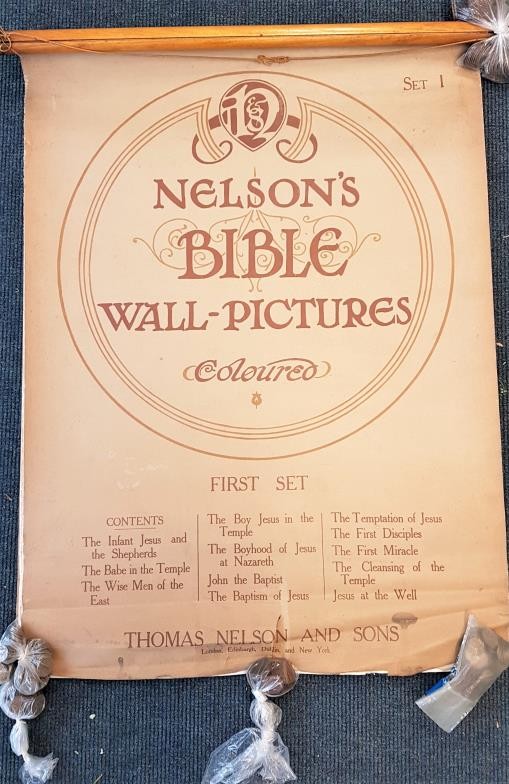 SET I
NELSON'S
BIBLE
WALL-PICTURES
Coloured
FIRST SET
CONTENTS
The Infant Jesus and
the Shepherds
The Babe in the Temple
The Wise Men of the
East
The Boy Jesus in the
Temple
The Boyhood of Jesus
at Nazareth
John the Baptist
The Baptism of Jesus
The Temptation of Jesus
The First Disciples
The First Miracle
The Cleansing of the
Temple
Jesus at the Well
THOMAS NELSON AND SONS
London, Edinburgh, Dublin, and New York